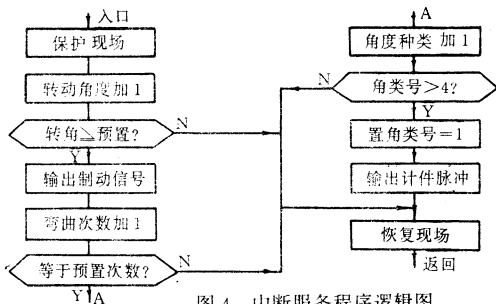 入口
保护现场
转动角度加1
转角≧预置?
N
Y
输出制动信号
弯曲次数加1
等于预置次数?
N
Y A
A
角度种类 加1
N
角类号>4?
Y
置角类号=1
输出计件脉冲
恢复现场
返回
图4 中断服务程序逻辑图